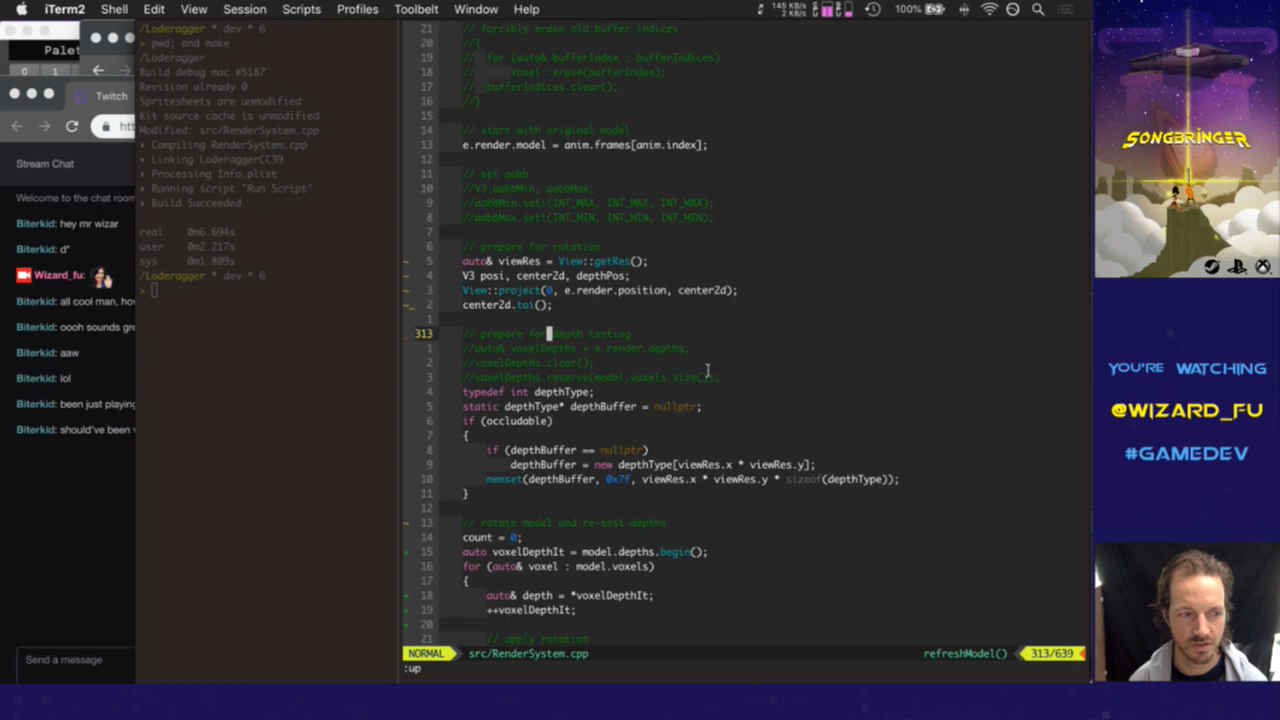 iTerm2 Shell Edit View Session Scripts Profiles Toolbelt Window Help
145 KB/s
2 KB/s
100%
Palet
0 1
Twitch
htt
Stream Chat
Welcome to the chat room
Biterkid: hey mr wizar
Biterkid: d*
Wizard_fu:
Biterkid: all cool man, how
Biterkid: oooh sounds gre
Biterkid: aaw
Biterkid: lol
Biterkid: been just playing
Biterkid: should've been v
Send a message
/Loderagger * dev * 6
> pwd; and make
/Loderagger
Build debug mac #5187
Revision already 0
Spritesheets are unmodified
Kit source cache is unmodified
Modified: src/RenderSystem.cpp
Compiling RenderSystem.cpp
Linking LoderaggerCC39
Processing Info.plist
Running script 'Run Script'
Build Succeeded
real 0m6.694s
user 0m2.217s
sys 0m1.809s
/Loderagger * dev * 6
>
21 // forcibly erase old buffer indices
20 //{
19 // for (auto& bufferIndex : bufferIndices)
18 // Voxel::erase(bufferIndex);
17 // bufferIndices.clear();
16 //}
15
14 // start with original model
13 e.render.model = anim.frames[anim.index];
12
11 // set aabb
10 //V3 aabbMin, aabbMax;
9 //aabbMin.seti(INT_MAX, INT_MAX, INT_MAX);
8 //aabbMax.seti(INT_MIN, INT_MIN, INT_MIN);
7
6 // prepare for rotation
5 auto& viewRes = View::getRes();
4 V3 posi, center2d, depthPos;
3 View::project(0, e.render.position, center2d);
2 center2d.toi();
1
313 // prepare for depth testing
1 //auto& voxelDepths = e.render.depths;
2 //voxelDepths.clear();
3 //voxelDepths.reserve(model.voxels.size());
4 typedef int depthType;
5 static depthType* depthBuffer = nullptr;
6 if (occludable)
7 {
8 if (depthBuffer == nullptr)
9 depthBuffer = new depthType[viewRes.x * viewRes.y];
10 memset(depthBuffer, 0x7f, viewRes.x * viewRes.y * sizeof(depthType));
11 }
12
13 // rotate model and re-test depths
14 count = 0;
15 auto voxelDepthIt = model.depths.begin();
16 for (auto& voxel : model.voxels)
17 {
18 auto& depth = *voxelDepthIt;
19 ++voxelDepthIt;
20
21 // apply rotation
NORMAL src/RenderSystem.cpp refreshModel() 313/639
:up
SONGBRINGER
YOU'RE WATCHING
@WIZARD_FU
#GAMEDEV